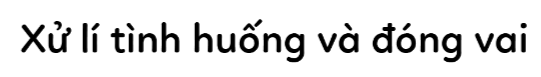 Xử lí tình huống và đóng vai